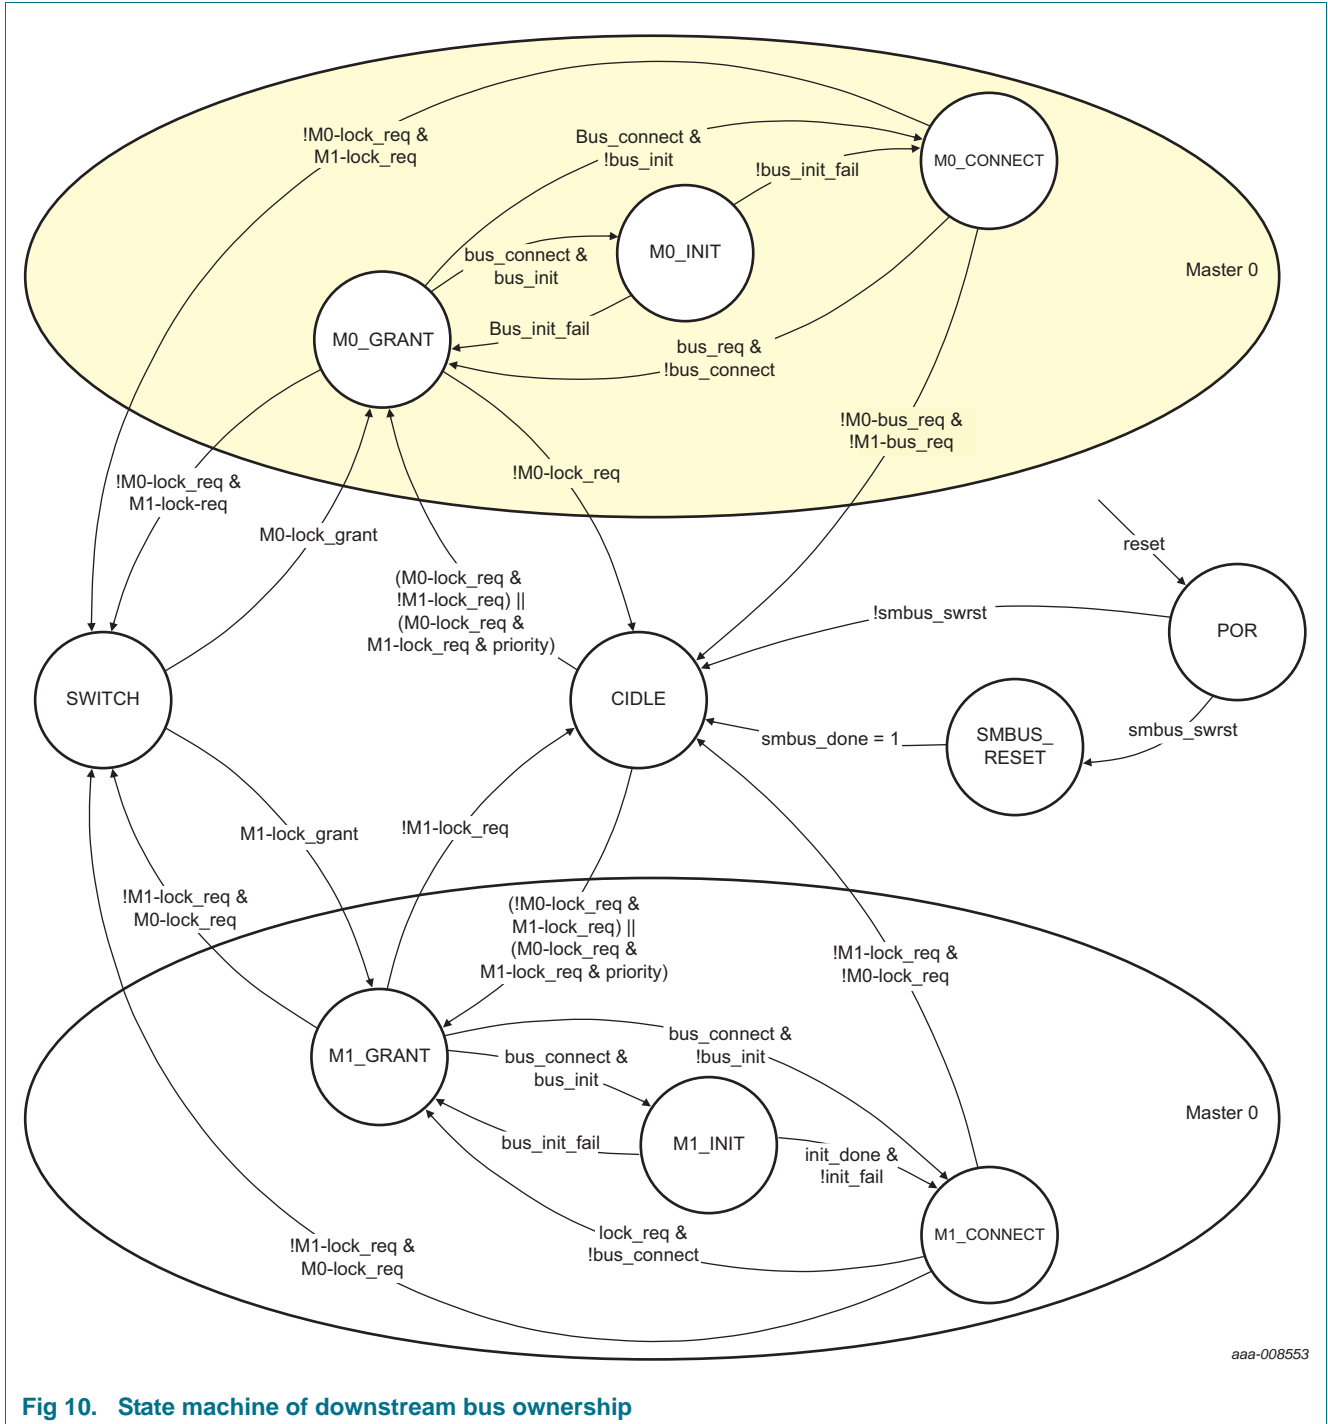 !M0-lock_req &
M1-lock_req
Bus_connect &
!bus_init
!bus_init_fail
M0_CONNECT
bus_connect &
bus_init
M0_INIT
Master 0
M0_GRANT
Bus_init_fail
bus_req &
!bus_connect
!M0-bus_req &
!M1-bus_req
!M0-lock_req &
M1-lock-req
!M0-lock_req
M0-lock_grant
(M0-lock_req &
!M1-lock_req) ||
(M0-lock_req &
M1-lock_req & priority)
reset
!smbus_swrst
POR
SWITCH
CIDLE
smbus_done = 1
SMBUS_
RESET
smbus_swrst
M1-lock_grant
!M1-lock_req
!M1-lock_req &
M0-lock_req
(!M0-lock_req &
M1-lock_req) ||
(M0-lock_req &
M1-lock_req & priority)
!M1-lock_req &
!M0-lock_req
M1_GRANT
bus_connect &
!bus_init
bus_connect &
bus_init
Master 0
bus_init_fail
M1_INIT
init_done &
!init_fail
lock_req &
!bus_connect
M1_CONNECT
!M1-lock_req &
M0-lock_req
aaa-008553
Fig 10. State machine of downstream bus ownership